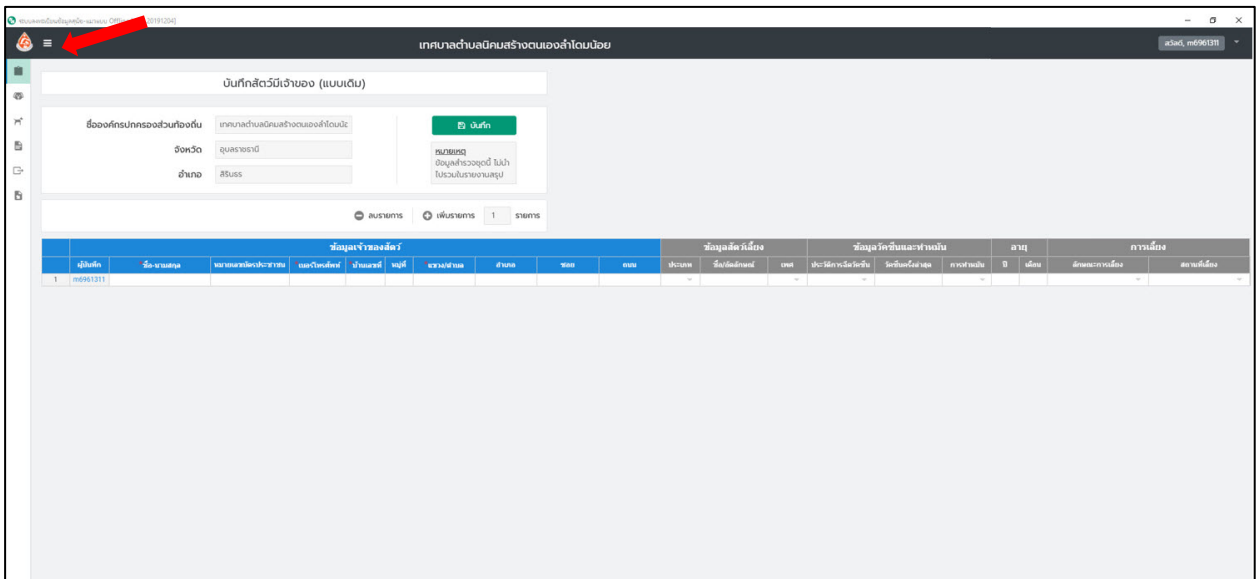 [20191204]
เทศบาลตำบลนิคมสร้างตนเองลำโดมน้อย
สวัสดี, m6961311
บันทึกสัตว์มีเจ้าของ (แบบเดิม)
ชื่อองค์กรปกครองส่วนท้องถิ่น เทศบาลตำบลนิคมสร้างตนเองลำโดมน้
บันทึก
จังหวัด อุบลราชธานี
หมายเหตุ
ข้อมูลสำรวจชุดนี้ ไม่นำ
ไปรวมในรายงานสรุป
อำเภอ สิรินธร
ลบรายการ เพิ่มรายการ 1 รายการ
ข้อมูลเจ้าของสัตว์ ข้อมูลสัตว์เลี้ยง ข้อมูลวัคซีนและทำหมัน อายุ การเลี้ยง
ผู้บันทึก *ชื่อ-นามสกุล หมายเลขบัตรประชาชน *เบอร์โทรศัพท์ บ้านเลขที่ หมู่ที่ *แขวง/ตำบล อำเภอ ซอย ถนน ประเภท ชื่อ/อัตลักษณ์ เพศ ประวัติการฉีดวัคซีน วัคซีนครั้งล่าสุด การทำหมัน ปี เดือน ลักษณะการเลี้ยง สถานที่เลี้ยง
1 m6961311